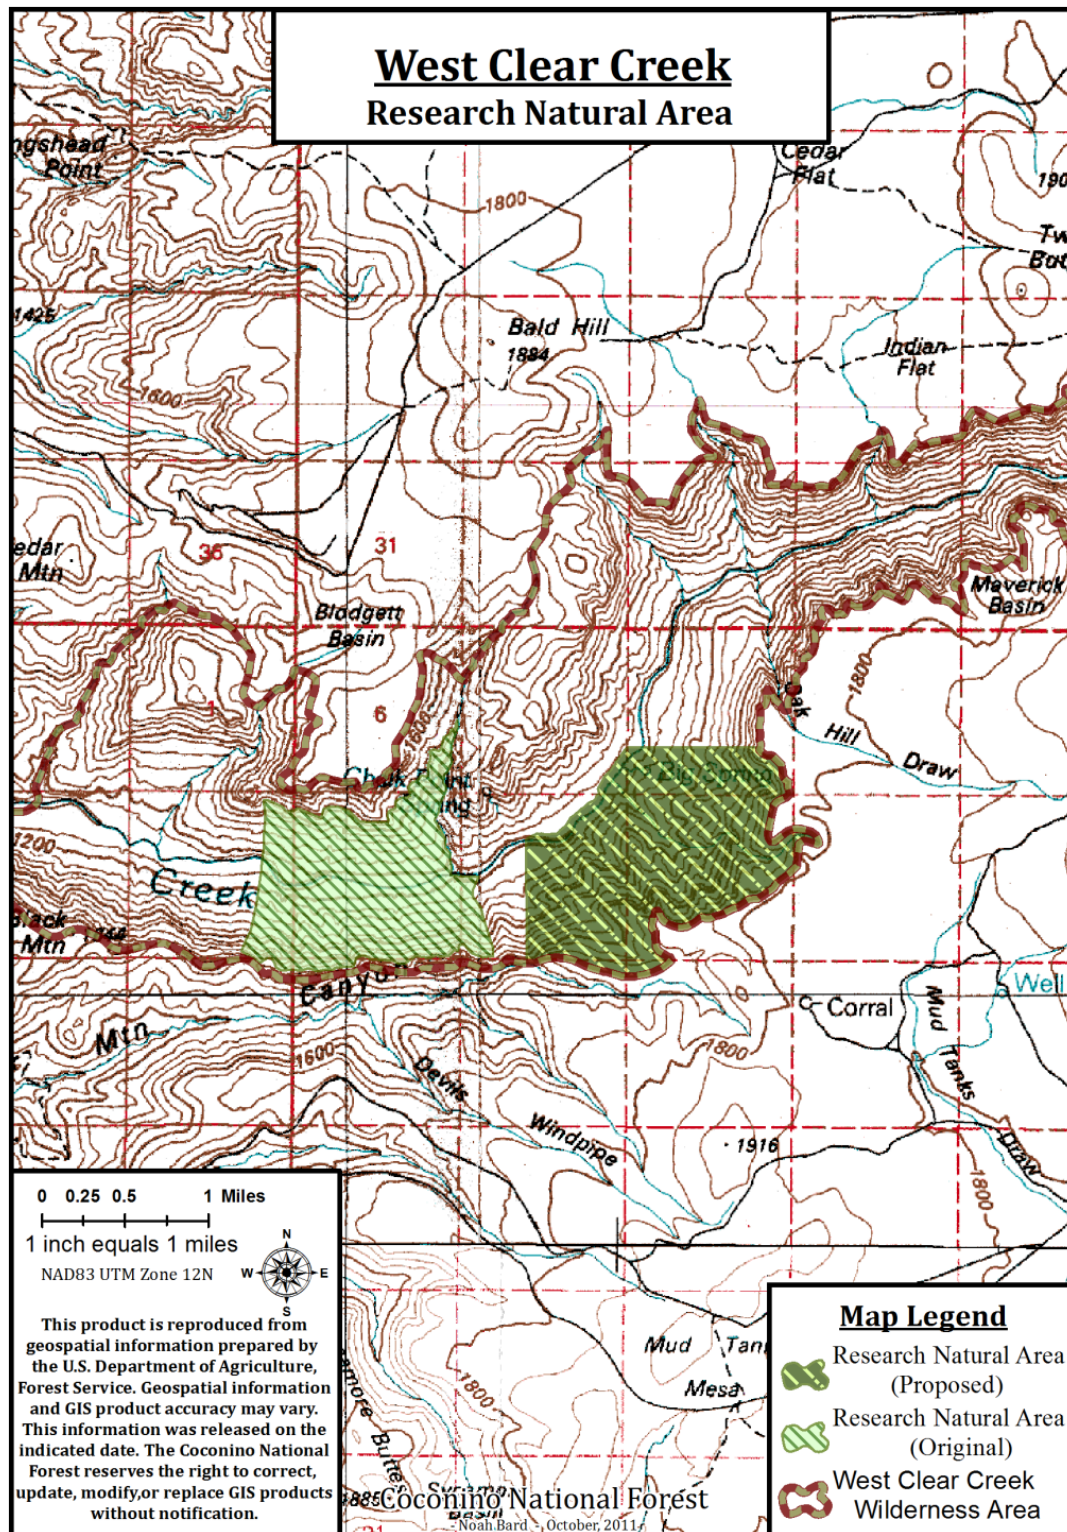 West Clear Creek
Research Natural Area
Point
Cedar
Flat
1800
1425
Bald Hill
1884
Indian
Flat
1600
36
31
Mtn
Maverick
Basin
Blodgett
Basin
1800
1
6
1600
Oak
Hill
Draw
1200
Creek
Mtn
Canyon
Well
Corral
Mud
Tanks
Draw
Mtn
1600
1800
Devils
Windpipe
1916
1800
0 0.25 0.5 1 Miles
1 inch equals 1 miles
NAD83 UTM Zone 12N
N
W E
S
This product is reproduced from
geospatial information prepared by
the U.S. Department of Agriculture,
Forest Service. Geospatial information
and GIS product accuracy may vary.
This information was released on the
indicated date. The Coconino National
Forest reserves the right to correct,
update, modify,or replace GIS products
without notification.
Mud
Mesa
1800
1885
Coconino National Forest
Noah Bard - October, 2011
Map Legend
Research Natural Area
(Proposed)
Research Natural Area
(Original)
West Clear Creek
Wilderness Area